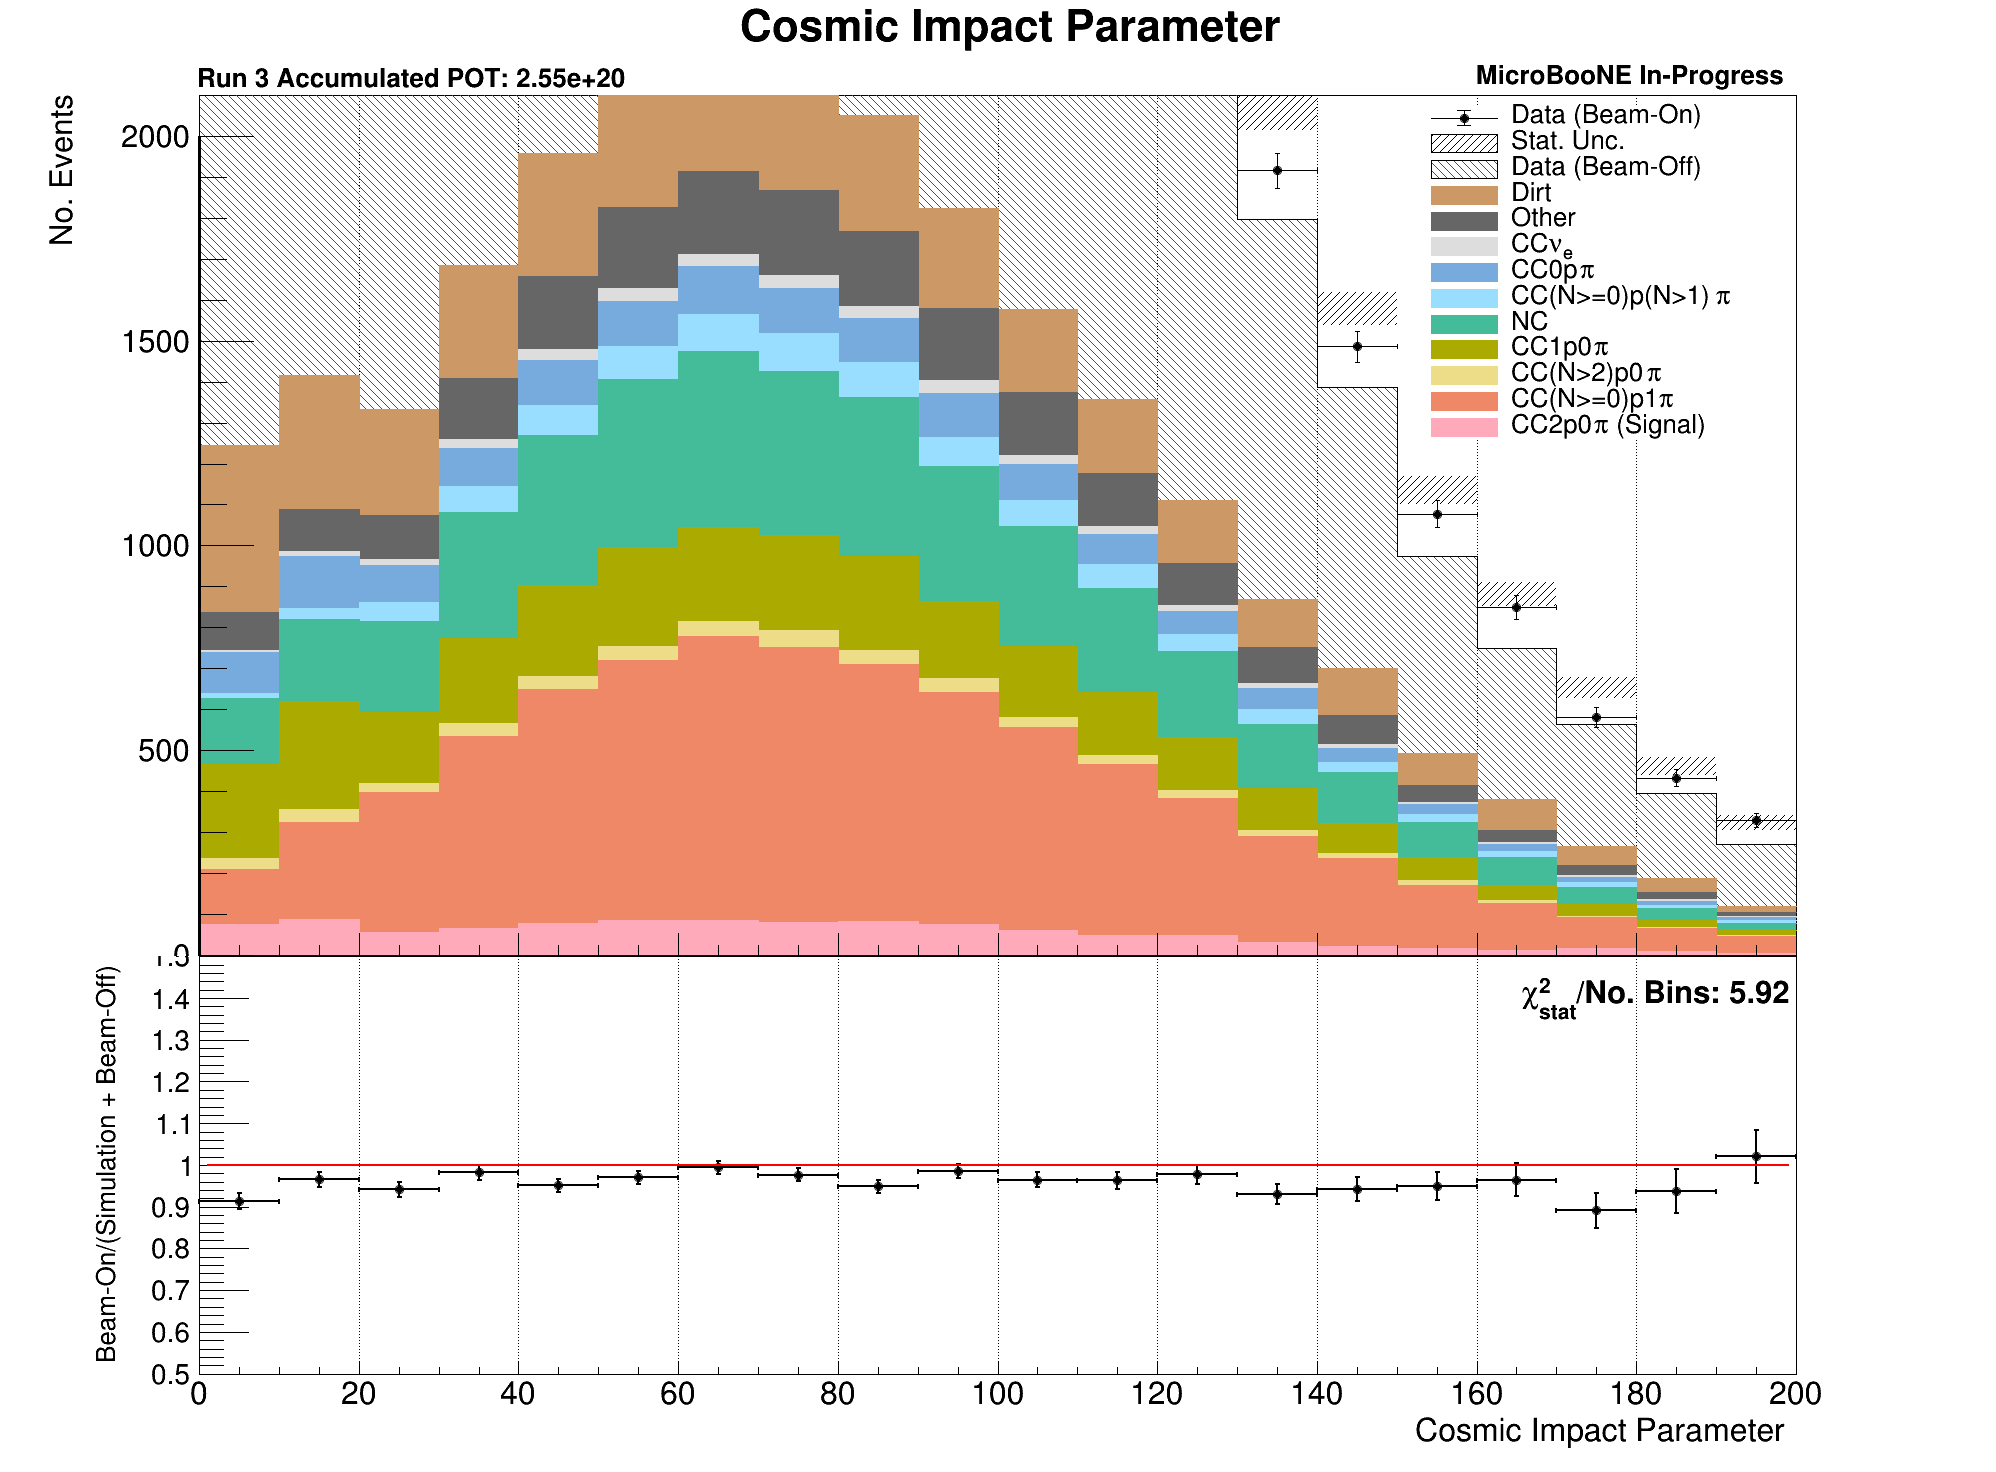 Cosmic Impact Parameter
Run 3 Accumulated POT: 2.55e+20
MicroBooNE In-Progress
No. Events
2000
1500
1000
500
0
Data (Beam-On)
Stat. Unc.
Data (Beam-Off)
Dirt
Other
CCνe
CC0pπ
CC(N>=0)p(N>1) π
NC
CC1p0π
CC(N>2)p0π
CC(N>=0)p1π
CC2p0π (Signal)
Beam-On/(Simulation + Beam-Off)
χ2stat/No. Bins: 5.92
1.5
1.4
1.3
1.2
1.1
1
0.9
0.8
0.7
0.6
0.5
0 20 40 60 80 100 120 140 160 180 200
Cosmic Impact Parameter